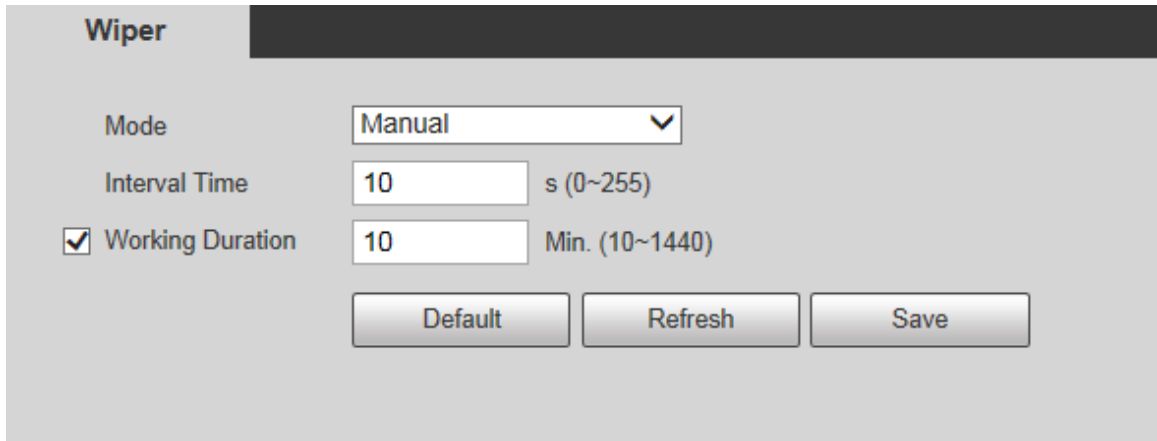 Wiper
Mode Manual
Interval Time 10 s (0~255)
Working Duration 10 Min. (10~1440)
Default Refresh Save